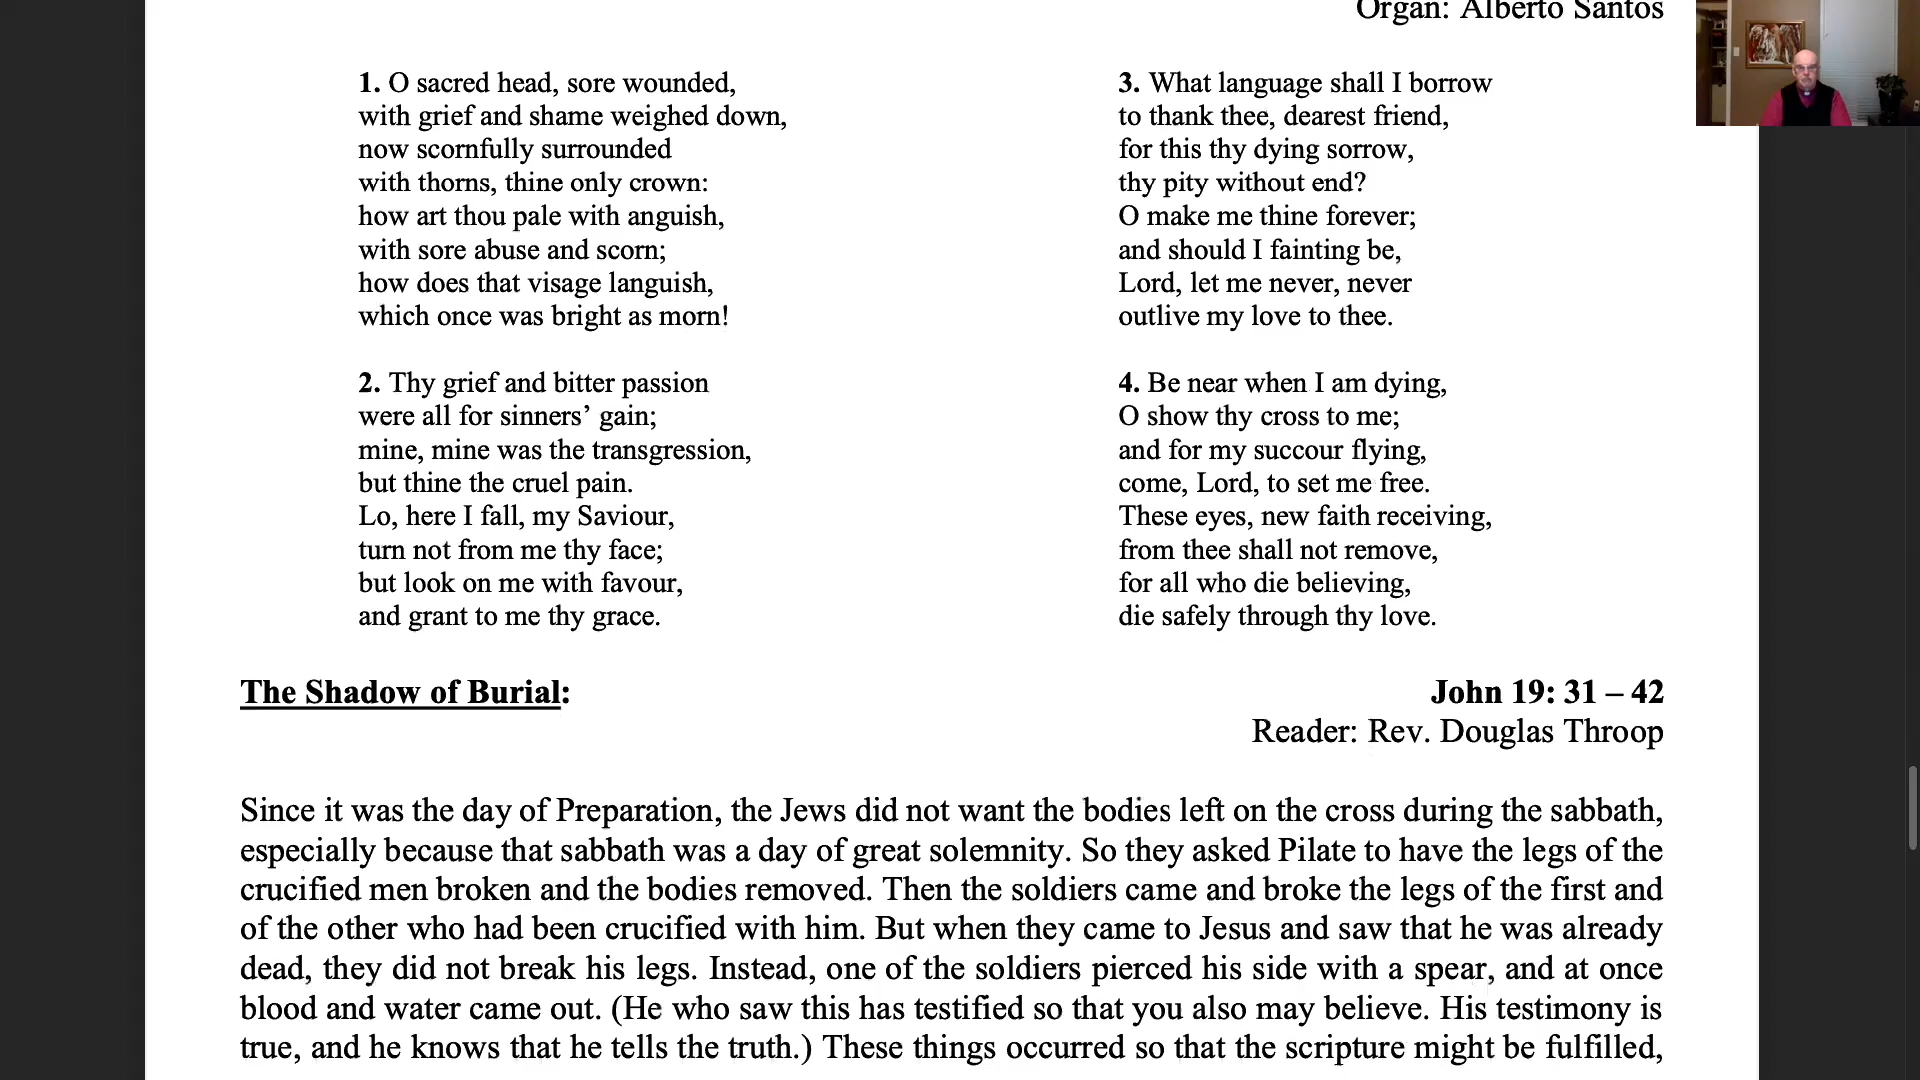 Organ: Alberto Santos
1. O sacred head, sore wounded,
with grief and shame weighed down,
now scornfully surrounded
with thorns, thine only crown:
how art thou pale with anguish,
with sore abuse and scorn;
how does that visage languish,
which once was bright as morn!
2. Thy grief and bitter passion
were all for sinners’ gain;
mine, mine was the transgression,
but thine the cruel pain.
Lo, here I fall, my Saviour,
turn not from me thy face;
but look on me with favour,
and grant to me thy grace.
3. What language shall I borrow
to thank thee, dearest friend,
for this thy dying sorrow,
thy pity without end?
O make me thine forever;
and should I fainting be,
Lord, let me never, never
outlive my love to thee.
4. Be near when I am dying,
O show thy cross to me;
and for my succour flying,
come, Lord, to set me free.
These eyes, new faith receiving,
from thee shall not remove,
for all who die believing,
die safely through thy love.
The Shadow of Burial: John 19: 31 – 42
Reader: Rev. Douglas Throop
Since it was the day of Preparation, the Jews did not want the bodies left on the cross during the sabbath,
especially because that sabbath was a day of great solemnity. So they asked Pilate to have the legs of the
crucified men broken and the bodies removed. Then the soldiers came and broke the legs of the first and
of the other who had been crucified with him. But when they came to Jesus and saw that he was already
dead, they did not break his legs. Instead, one of the soldiers pierced his side with a spear, and at once
blood and water came out. (He who saw this has testified so that you also may believe. His testimony is
true, and he knows that he tells the truth.) These things occurred so that the scripture might be fulfilled,